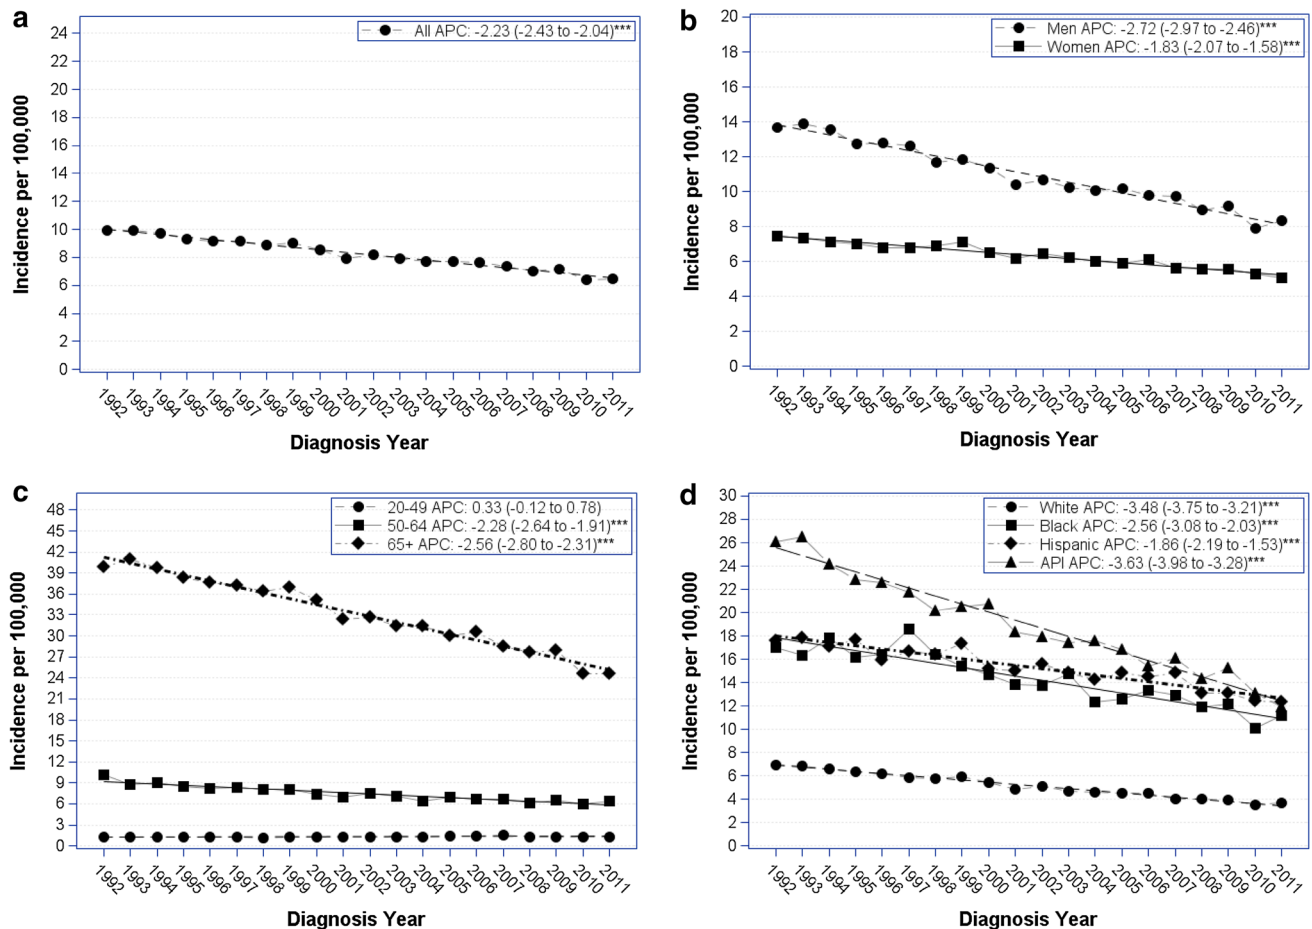 a
All APC: -2.23 (-2.43 to -2.04)***
Incidence per 100,000
24
22
20
18
16
14
12
10
8
6
4
2
0
1992 1993 1994 1995 1996 1997 1998 1999 2000 2001 2002 2003 2004 2005 2006 2007 2008 2009 2010 2011
Diagnosis Year
b
Men APC: -2.72 (-2.97 to -2.46)***
Women APC: -1.83 (-2.07 to -1.58)***
Incidence per 100,000
20
18
16
14
12
10
8
6
4
2
0
1992 1993 1994 1995 1996 1997 1998 1999 2000 2001 2002 2003 2004 2005 2006 2007 2008 2009 2010 2011
Diagnosis Year
c
20-49 APC: 0.33 (-0.12 to 0.78)
50-64 APC: -2.28 (-2.64 to -1.91)***
65+ APC: -2.56 (-2.80 to -2.31)***
Incidence per 100,000
48
45
42
39
36
33
30
27
24
21
18
15
12
9
6
3
0
1992 1993 1994 1995 1996 1997 1998 1999 2000 2001 2002 2003 2004 2005 2006 2007 2008 2009 2010 2011
Diagnosis Year
d
White APC: -3.48 (-3.75 to -3.21)***
Black APC: -2.56 (-3.08 to -2.03)***
Hispanic APC: -1.86 (-2.19 to -1.53)***
API APC: -3.63 (-3.98 to -3.28)***
Incidence per 100,000
30
28
26
24
22
20
18
16
14
12
10
8
6
4
2
0
1992 1993 1994 1995 1996 1997 1998 1999 2000 2001 2002 2003 2004 2005 2006 2007 2008 2009 2010 2011
Diagnosis Year